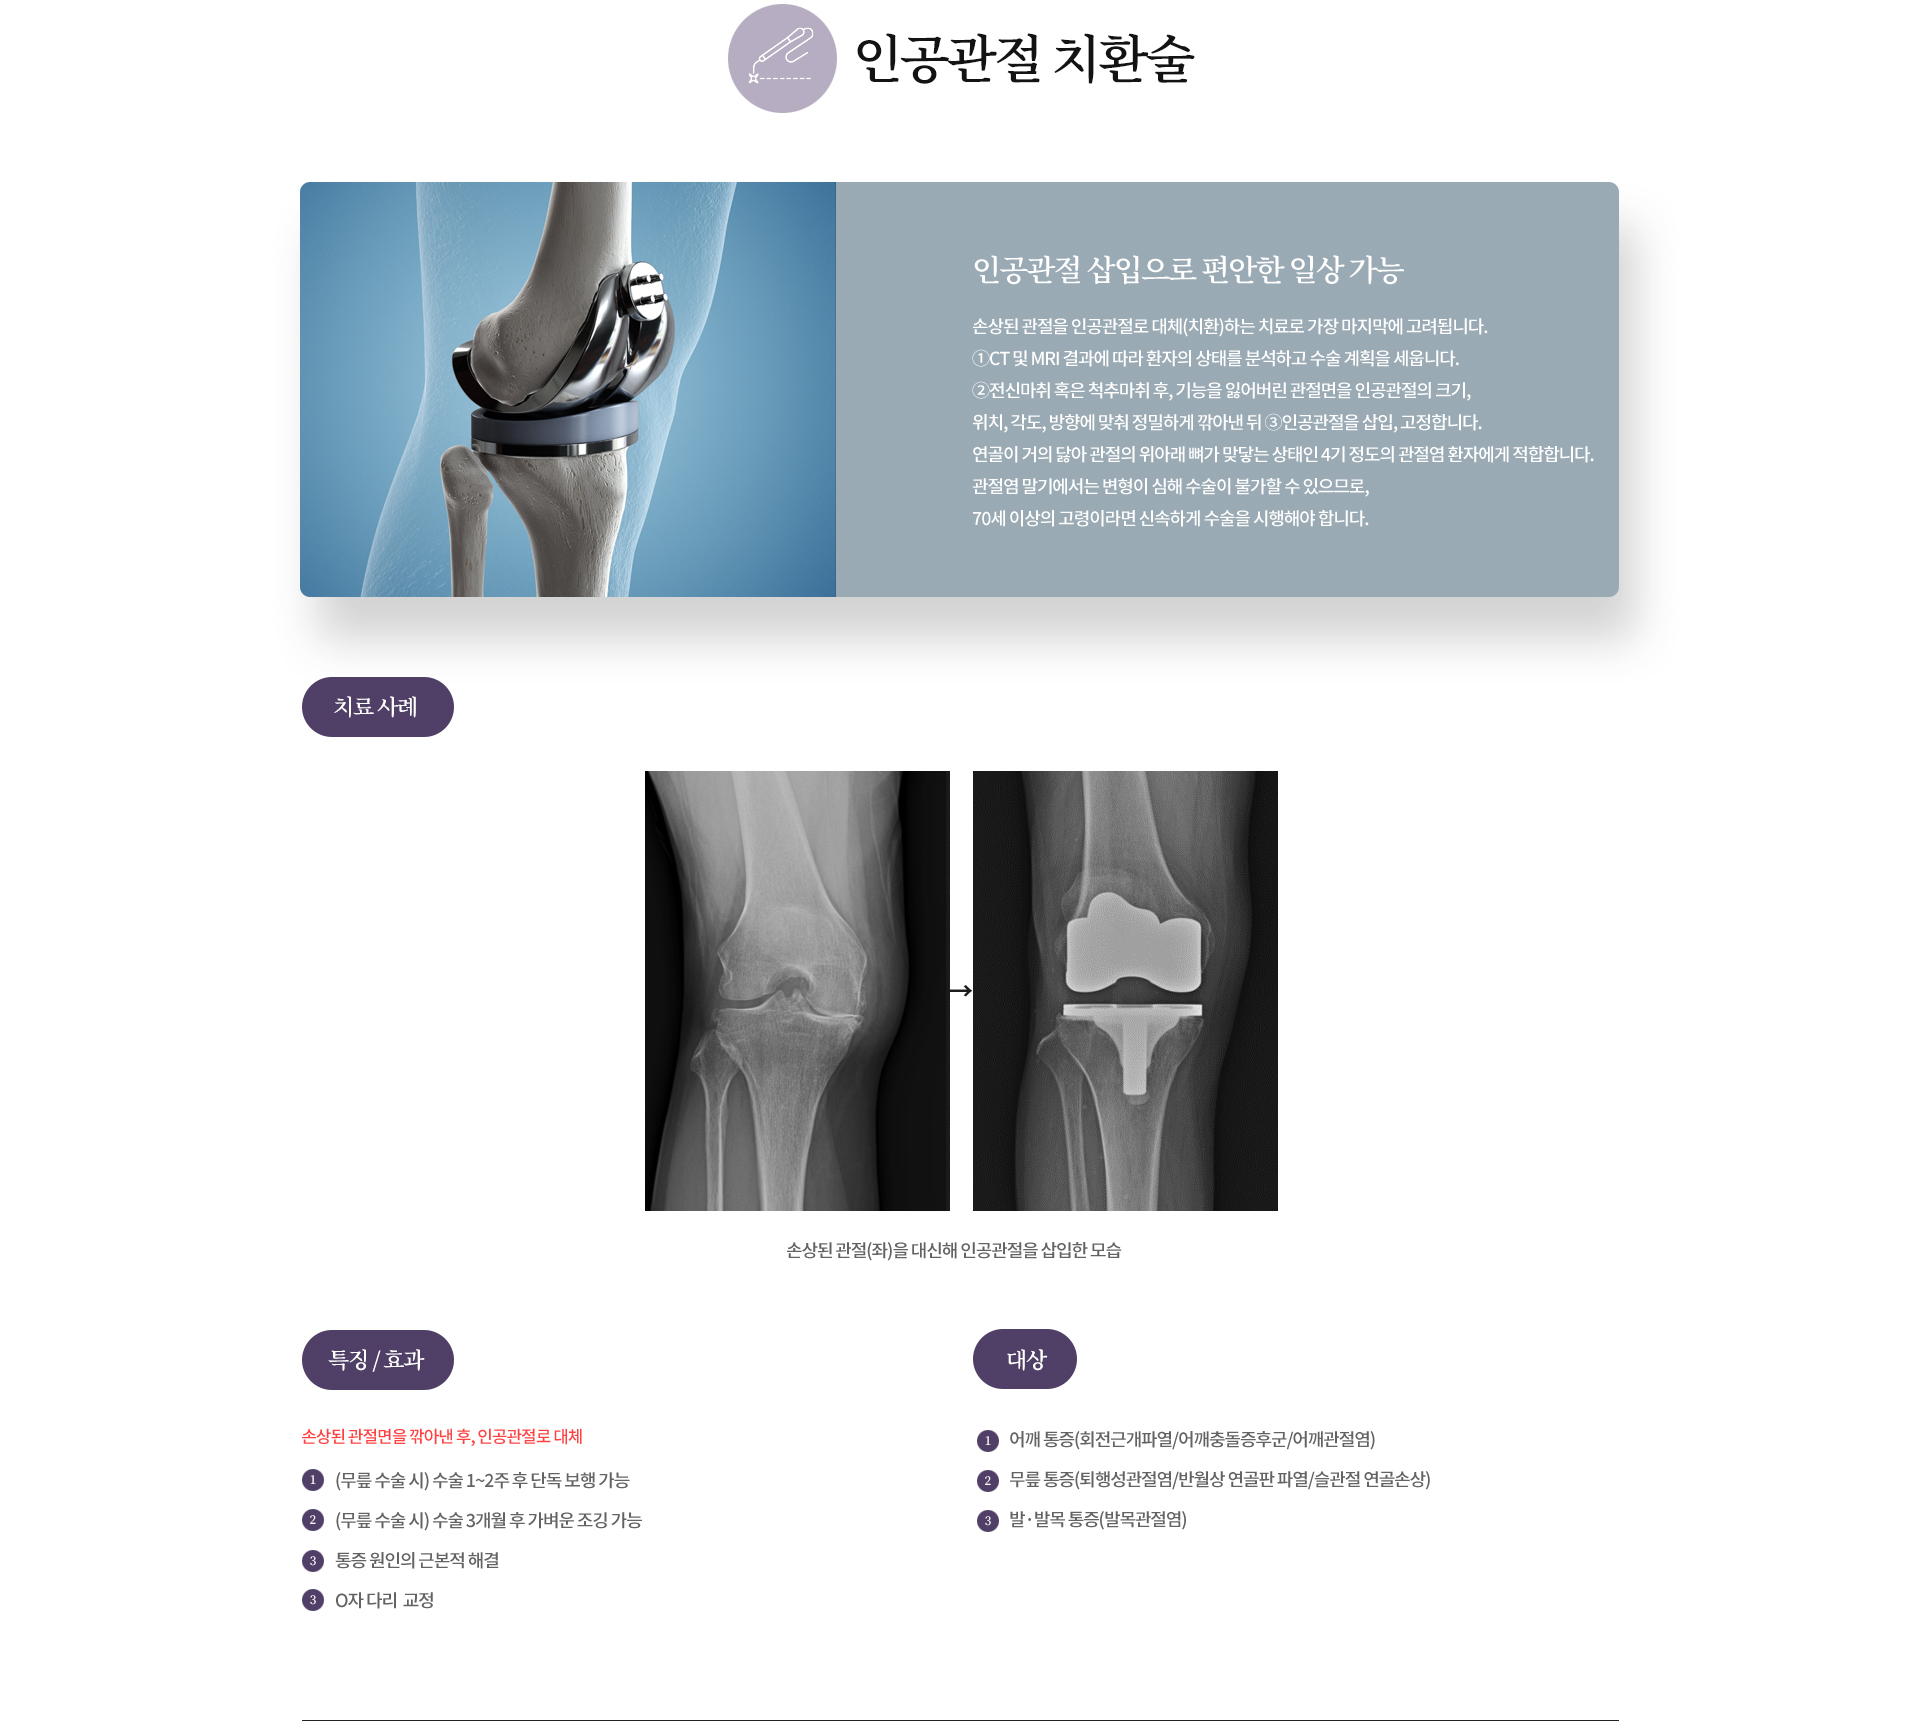 인공관절 치환술
인공관절 삽입으로 편안한 일상 가능
손상된 관절을 인공관절로 대체(치환)하는 치료로 가장 마지막에 고려됩니다.
①CT 및 MRI 결과에 따라 환자의 상태를 분석하고 수술 계획을 세웁니다.
②전신마취 혹은 척추마취 후, 기능을 잃어버린 관절면을 인공관절의 크기,
위치, 각도, 방향에 맞춰 정밀하게 깎아낸 뒤 ③인공관절을 삽입, 고정합니다.
연골이 거의 닳아 관절의 위아래 뼈가 맞닿는 상태인 4기 정도의 관절염 환자에게 적합합니다.
관절염 말기에서는 변형이 심해 수술이 불가할 수 있으므로,
70세 이상의 고령이라면 신속하게 수술을 시행해야 합니다.
치료 사례
→
손상된 관절(좌)을 대신해 인공관절을 삽입한 모습
특징 / 효과
손상된 관절면을 깎아낸 후, 인공관절로 대체
1 (무릎 수술 시) 수술 1~2주 후 단독 보행 가능
2 (무릎 수술 시) 수술 3개월 후 가벼운 조깅 가능
3 통증 원인의 근본적 해결
3 O자 다리 교정
대상
1 어깨 통증(회전근개파열/어깨충돌증후군/어깨관절염)
2 무릎 통증(퇴행성관절염/반월상 연골판 파열/슬관절 연골손상)
3 발·발목 통증(발목관절염)